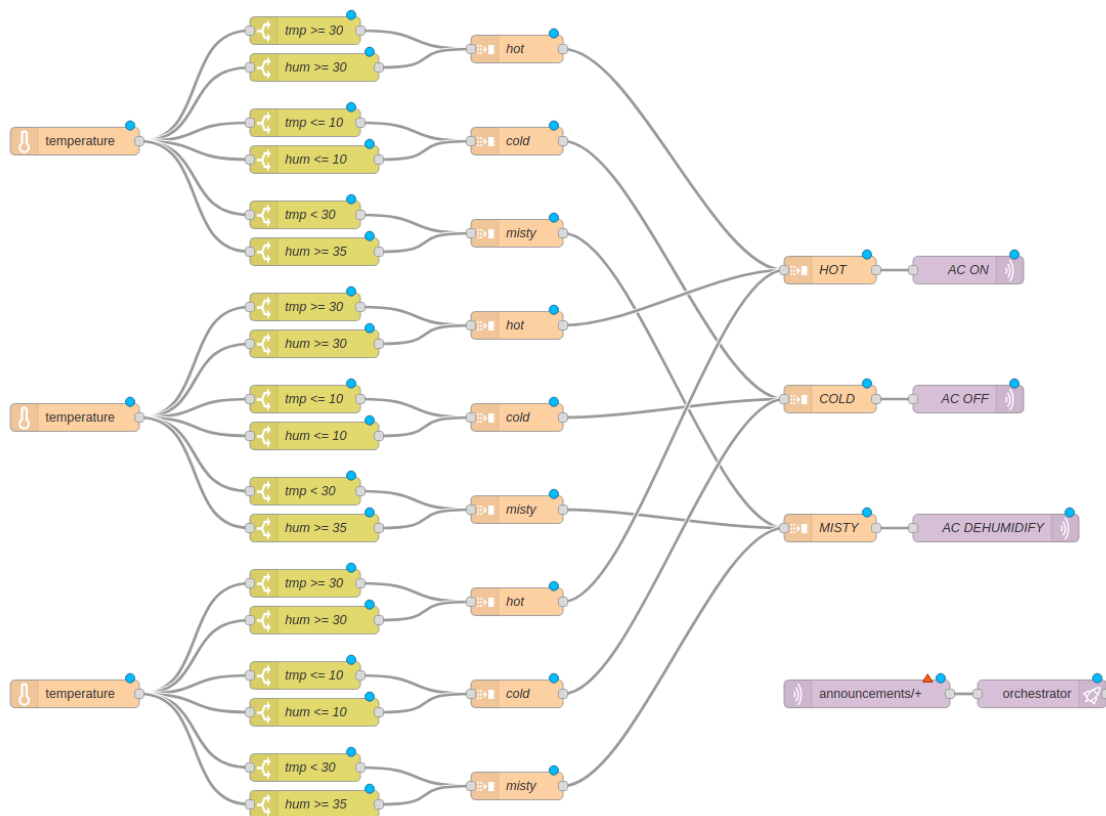 tmp >= 30
hum >= 30
hot
temperature
tmp <= 10
hum <= 10
cold
tmp < 30
hum >= 35
misty
tmp >= 30
hum >= 30
hot
temperature
tmp <= 10
hum <= 10
cold
tmp < 30
hum >= 35
misty
tmp >= 30
hum >= 30
hot
temperature
tmp <= 10
hum <= 10
cold
tmp < 30
hum >= 35
misty
HOT
AC ON
COLD
AC OFF
MISTY
AC DEHUMIDIFY
announcements/+
orchestrator